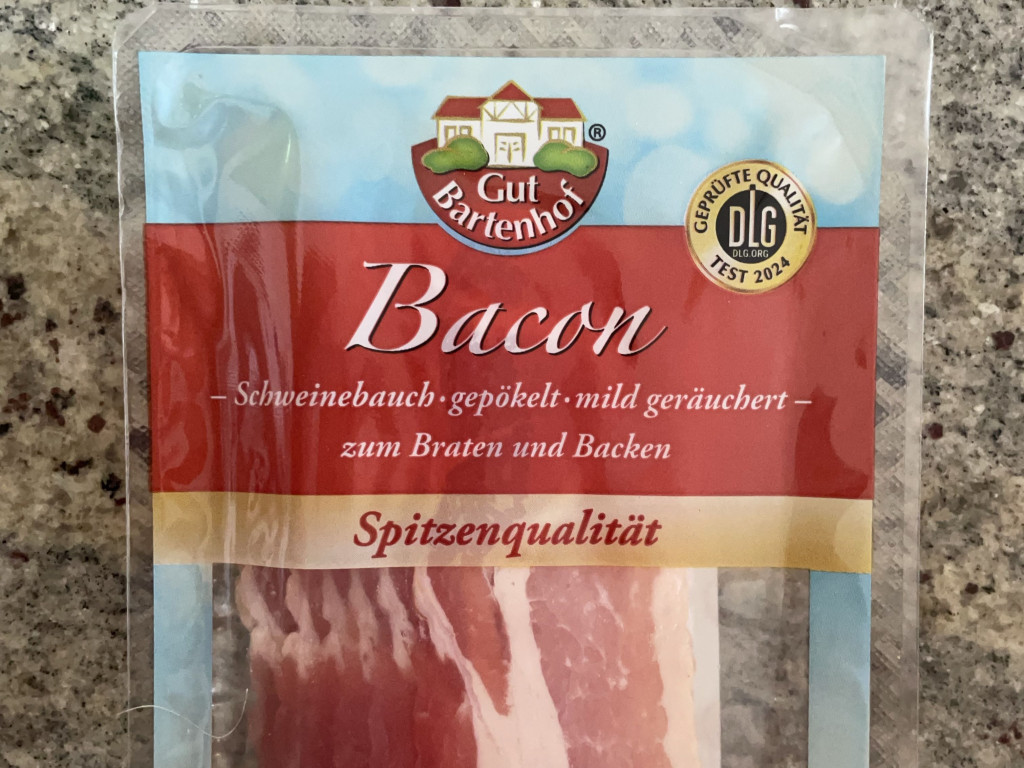 Gut
Bartenhof
®
GEPRÜFTE QUALITÄT
DLG
DLG.ORG
TEST 2024
Bacon
– Schweinebauch · gepökelt · mild geräuchert –
zum Braten und Backen
Spitzenqualität